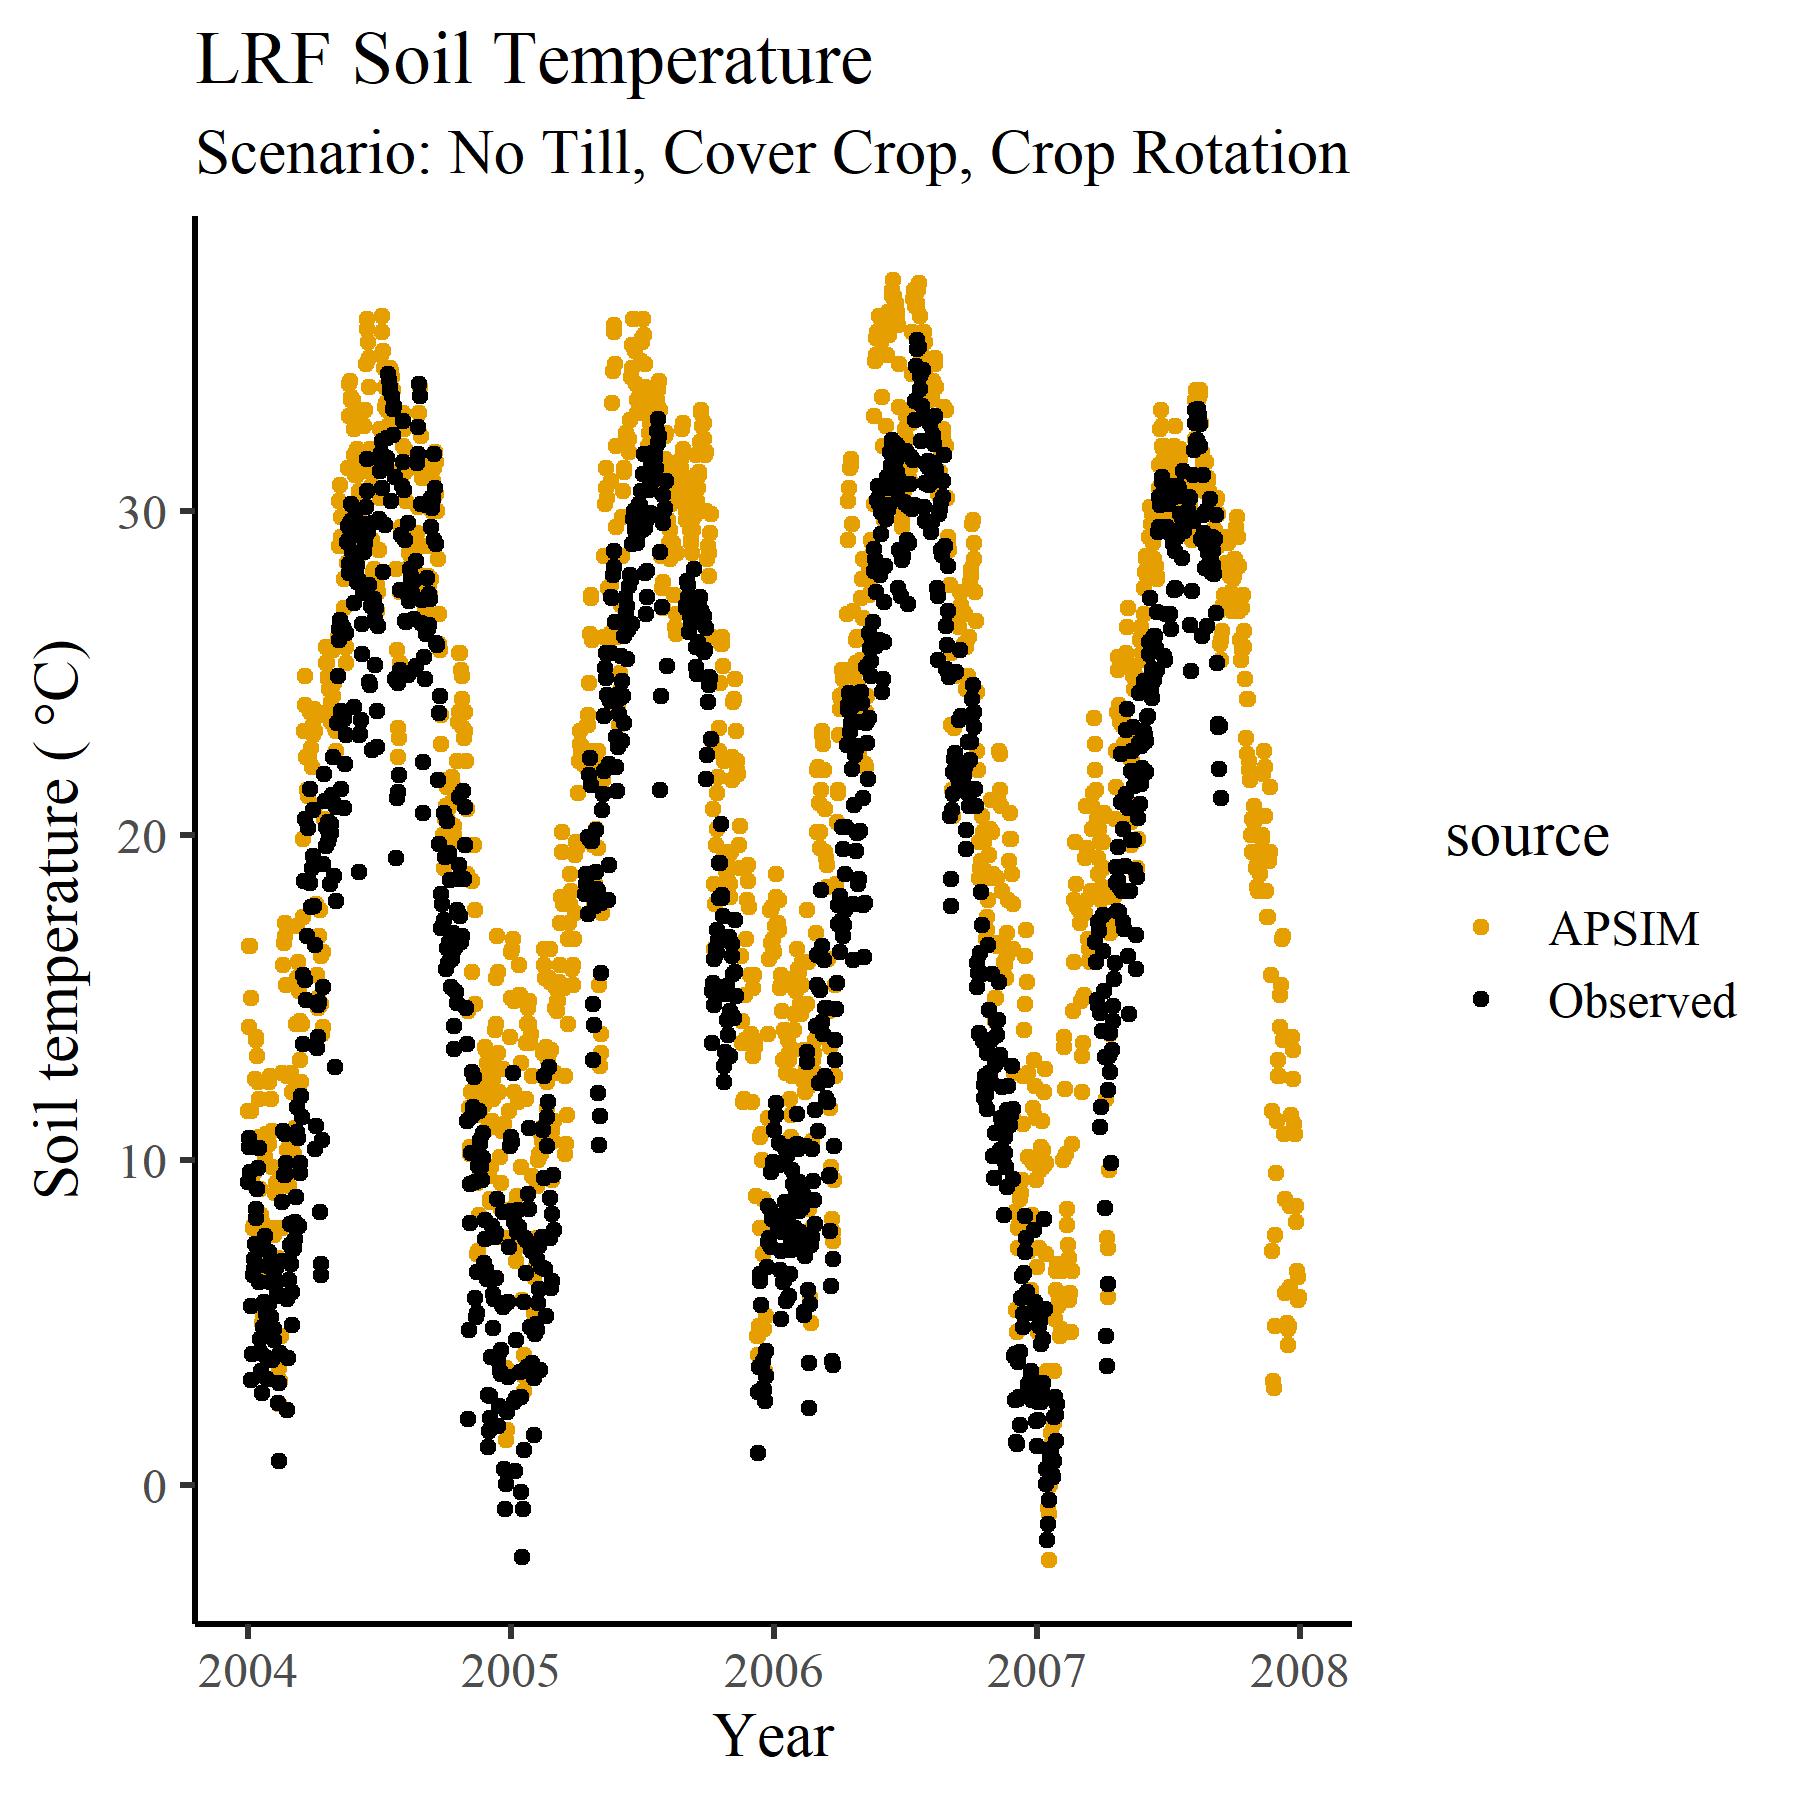 LRF Soil Temperature
Scenario: No Till, Cover Crop, Crop Rotation
Soil temperature ( °C)
30
20
10
0
2004 2005 2006 2007 2008
Year
source
APSIM
Observed